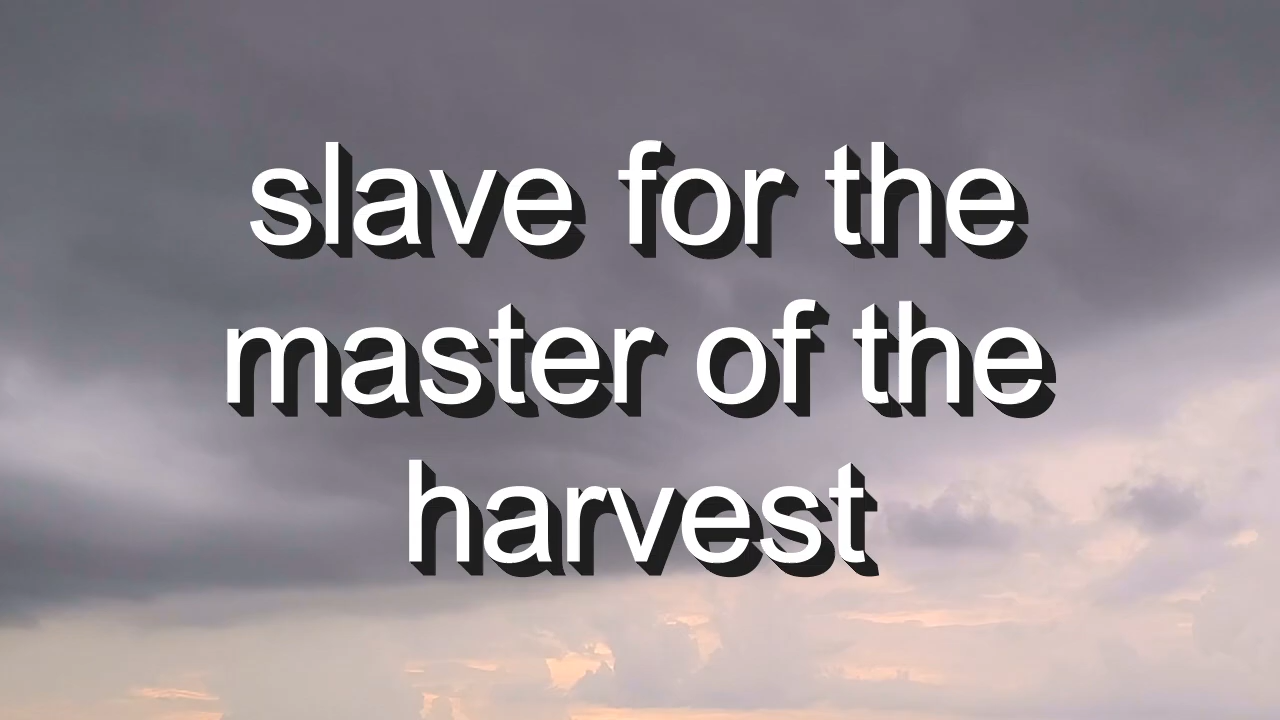 slave for the
master of the
harvest